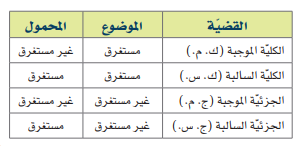 القضيّة الموضوع المحمول
الكليّة الموجبة (ك. م.) مستغرق غير مستغرق
الكليّة السالبة (ك. س.) مستغرق مستغرق
الجزئيّة الموجبة (ج. م.) غير مستغرق غير مستغرق
الجزئيّة السالبة (ج. س.) غير مستغرق مستغرق